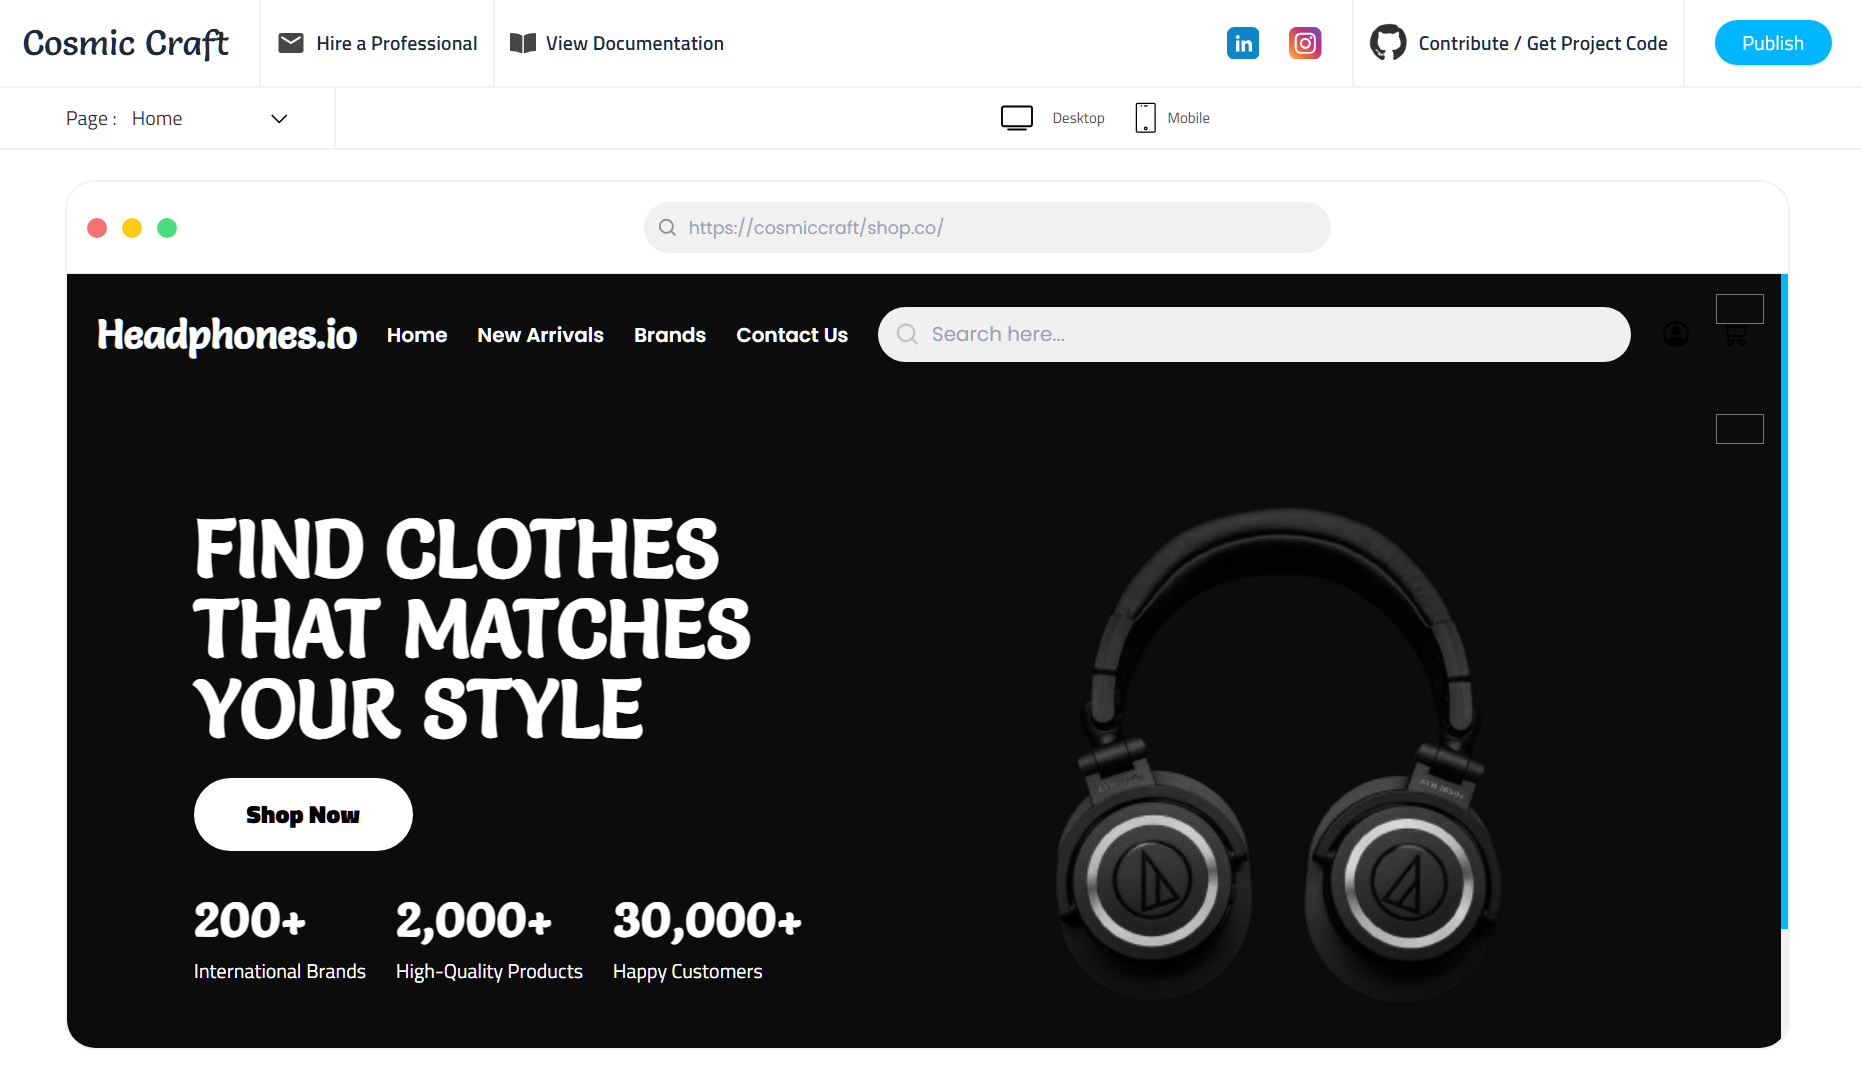 Cosmic Craft
Hire a Professional
View Documentation
Contribute / Get Project Code
Publish
Page : Home
Desktop
Mobile
https://cosmiccraft/shop.co/
Headphones.io
Home
New Arrivals
Brands
Contact Us
Search here...
FIND CLOTHES
THAT MATCHES
YOUR STYLE
Shop Now
200+
International Brands
2,000+
High-Quality Products
30,000+
Happy Customers